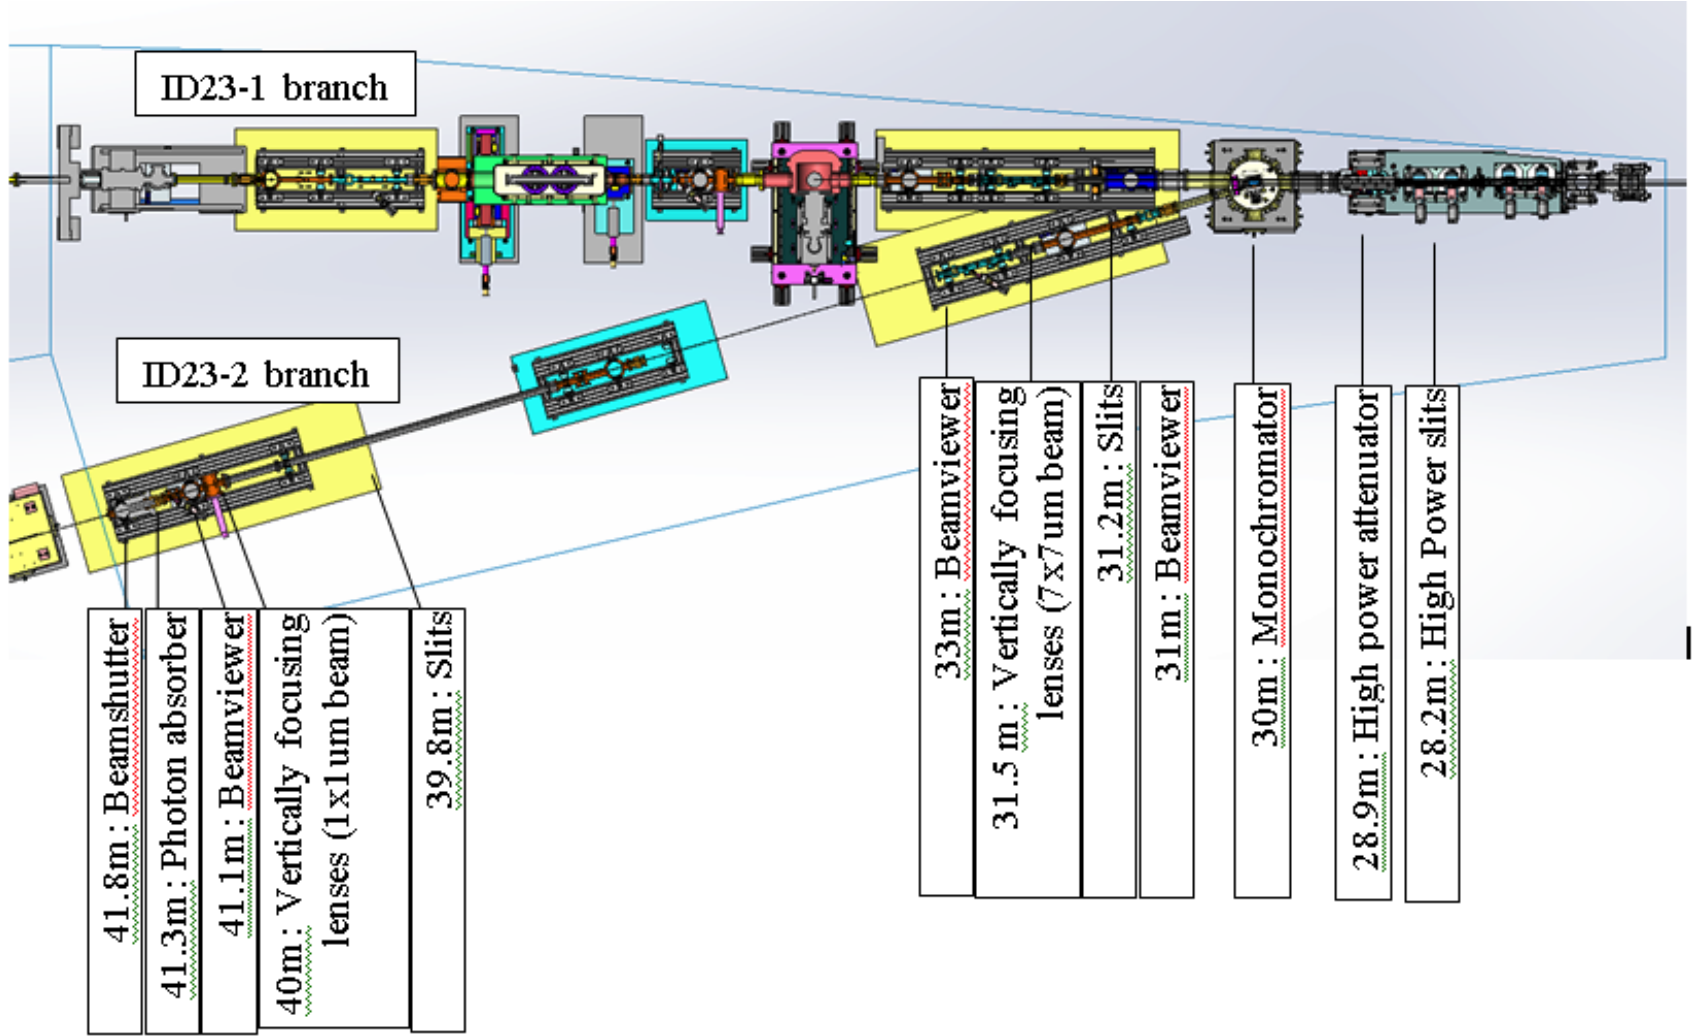 ID23-1 branch
ID23-2 branch
41.8m : Beamshutter
41.3m : Photon absorber
41.1m : Beamviewer
40m : Vertically focusing
lenses (1x1um beam)
39.8m : Slits
33m : Beamviewer
31.5 m : Vertically focusing
lenses (7x7um beam)
31.2m : Slits
31m : Beamviewer
30m : Monochromator
28.9m : High power attenuator
28.2m : High Power slits